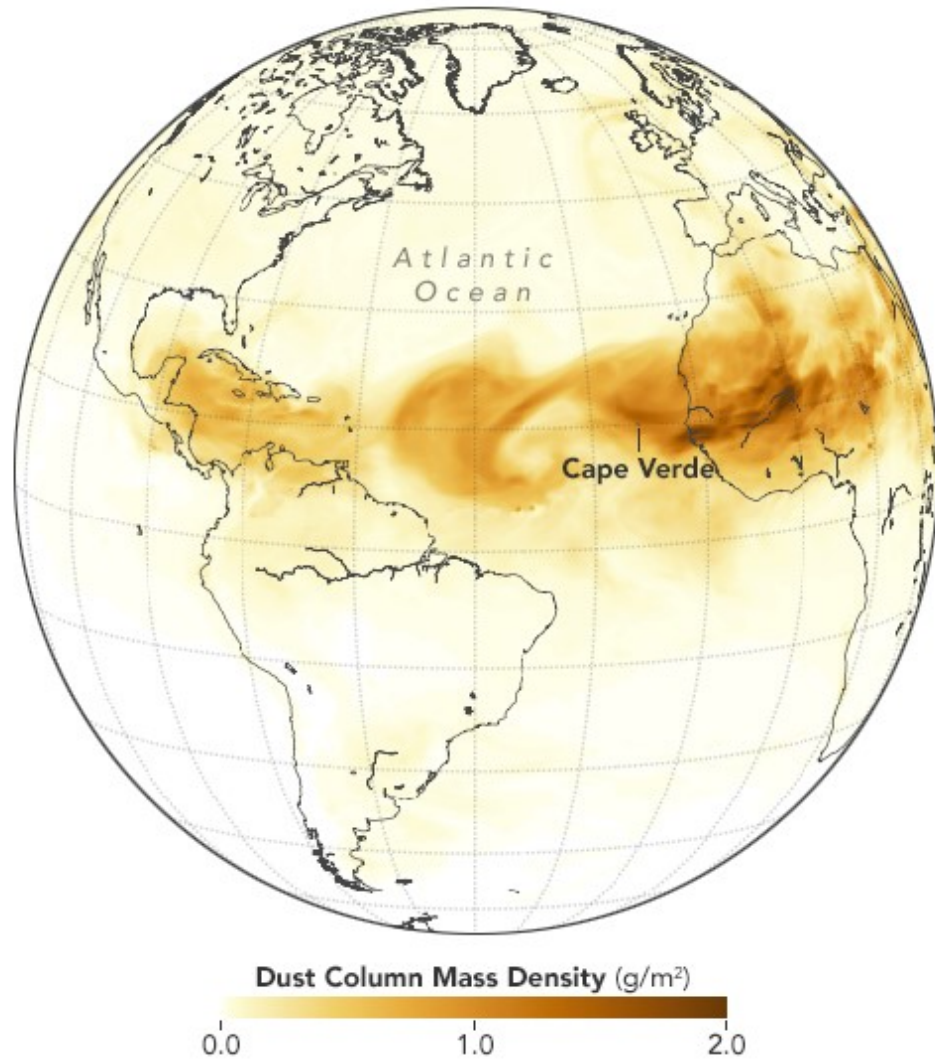 Atlantic
Ocean
Cape Verde
Dust Column Mass Density (g/m²)
0.0 1.0 2.0